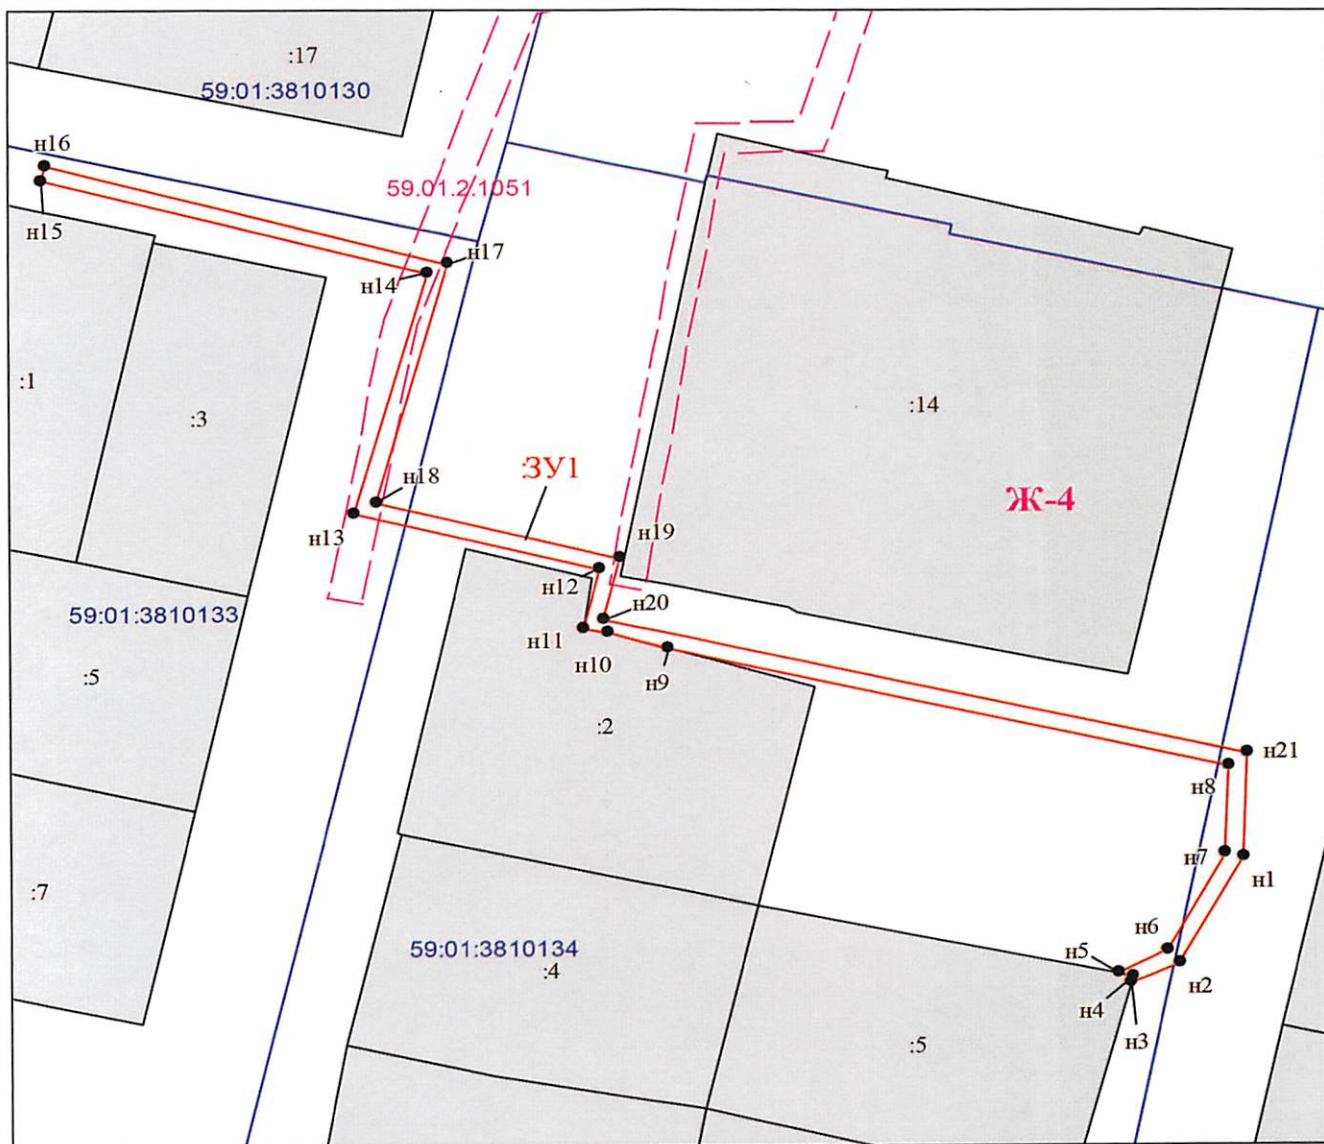 :17
59:01:3810130
н16
59.01.2.1051
н15
н17
н14
:1
:3
:14
:ЗУ1
Ж-4
н18
н13
н19
н12
н20
59:01:3810133
н11
н10
н9
:5
:2
н21
н8
н7
н1
:7
н6
59:01:3810134
н5
н2
:4
н4
н3
:5